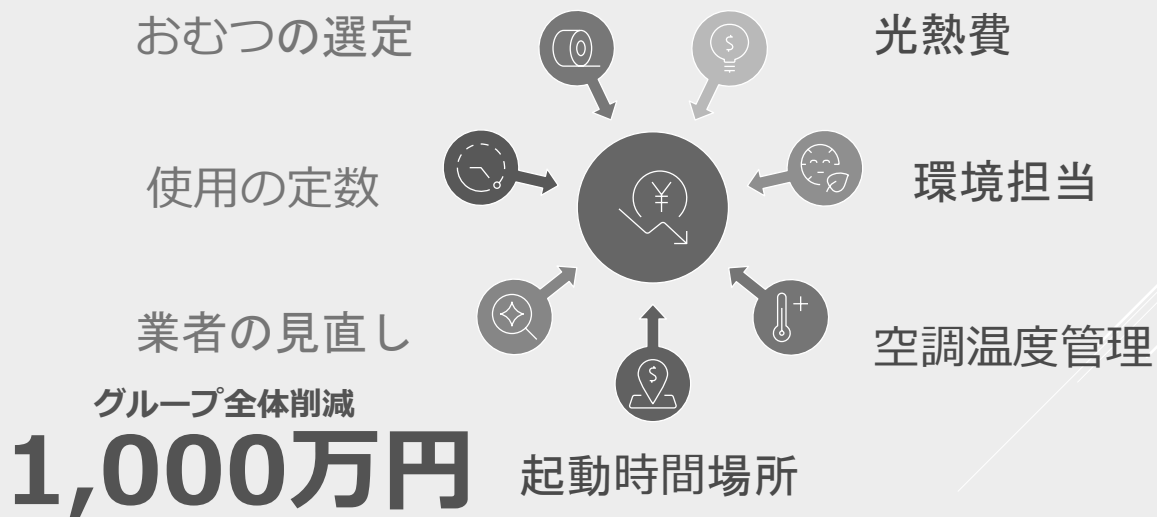 おむつの選定
光熱費
使用の定数
環境担当
業者の見直し
空調温度管理
グループ全体削減
1,000万円
起動時間場所